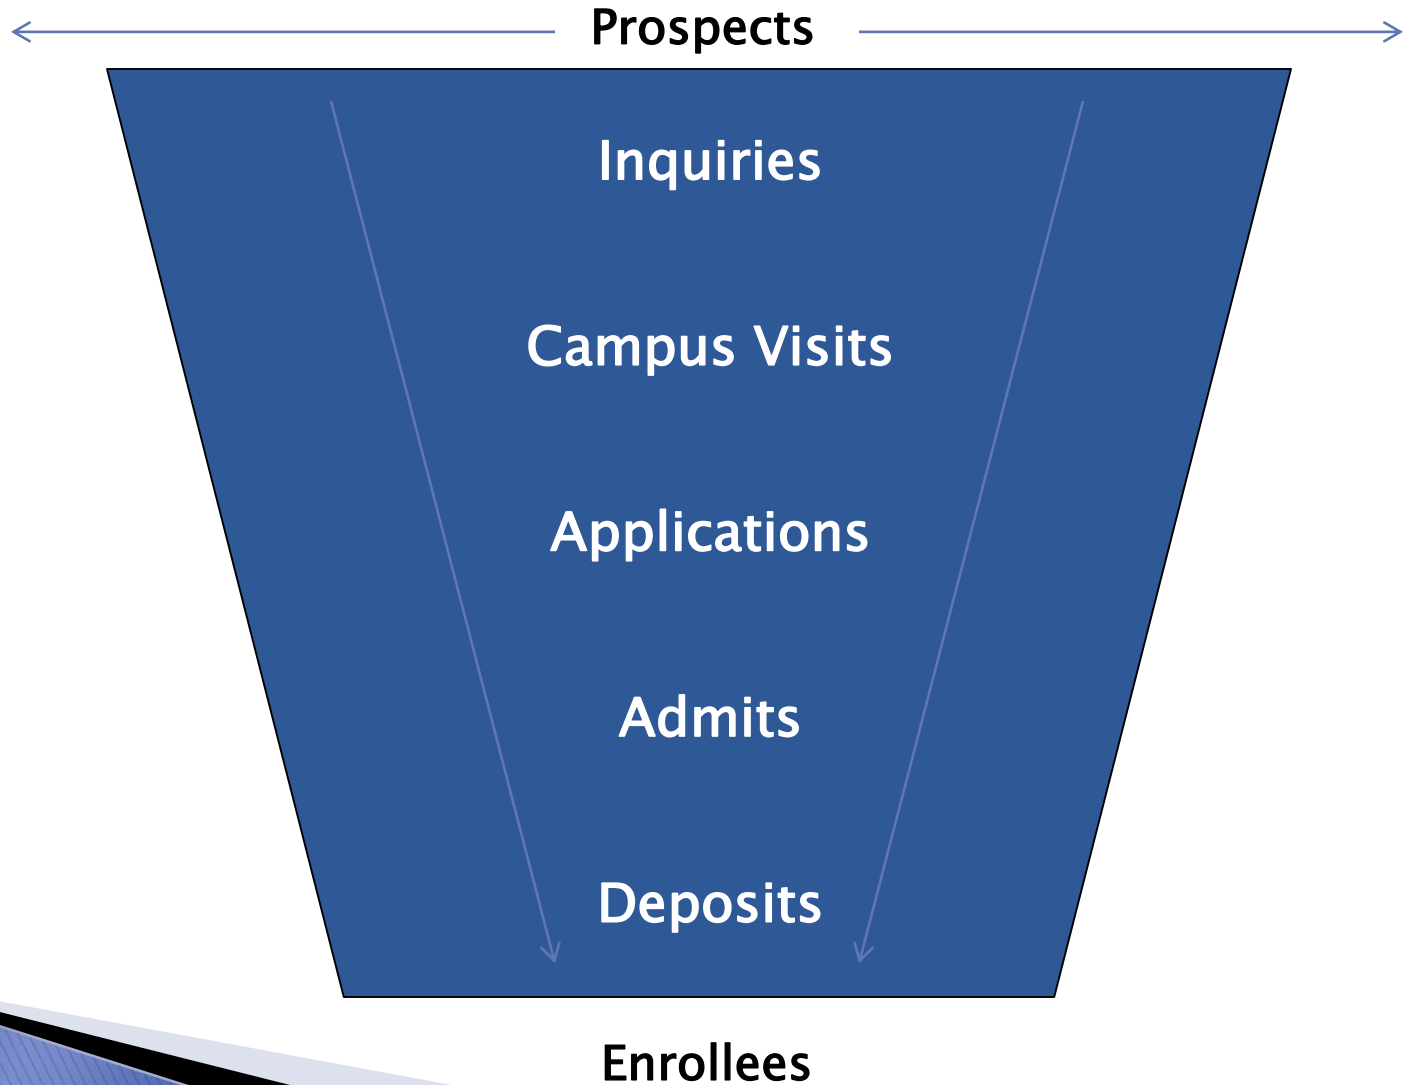 Prospects
Inquiries
Campus Visits
Applications
Admits
Deposits
Enrollees